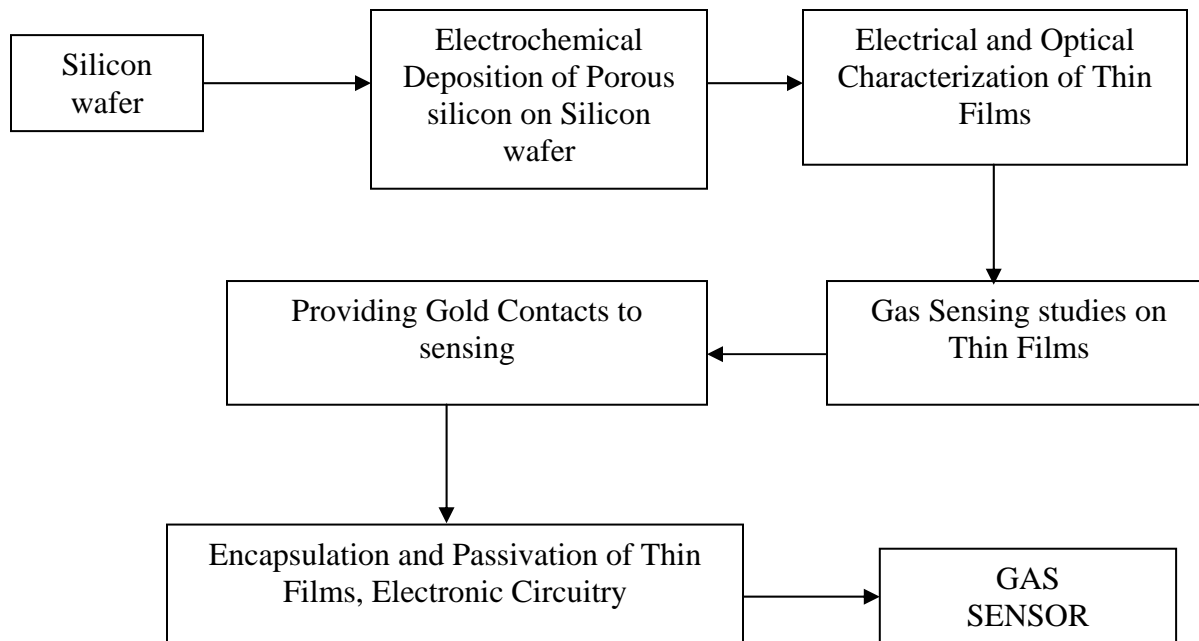 Silicon
wafer
Electrochemical
Deposition of Porous
silicon on Silicon
wafer
Electrical and Optical
Characterization of Thin
Films
Gas Sensing studies on
Thin Films
Providing Gold Contacts to
sensing
Encapsulation and Passivation of Thin
Films, Electronic Circuitry
GAS
SENSOR